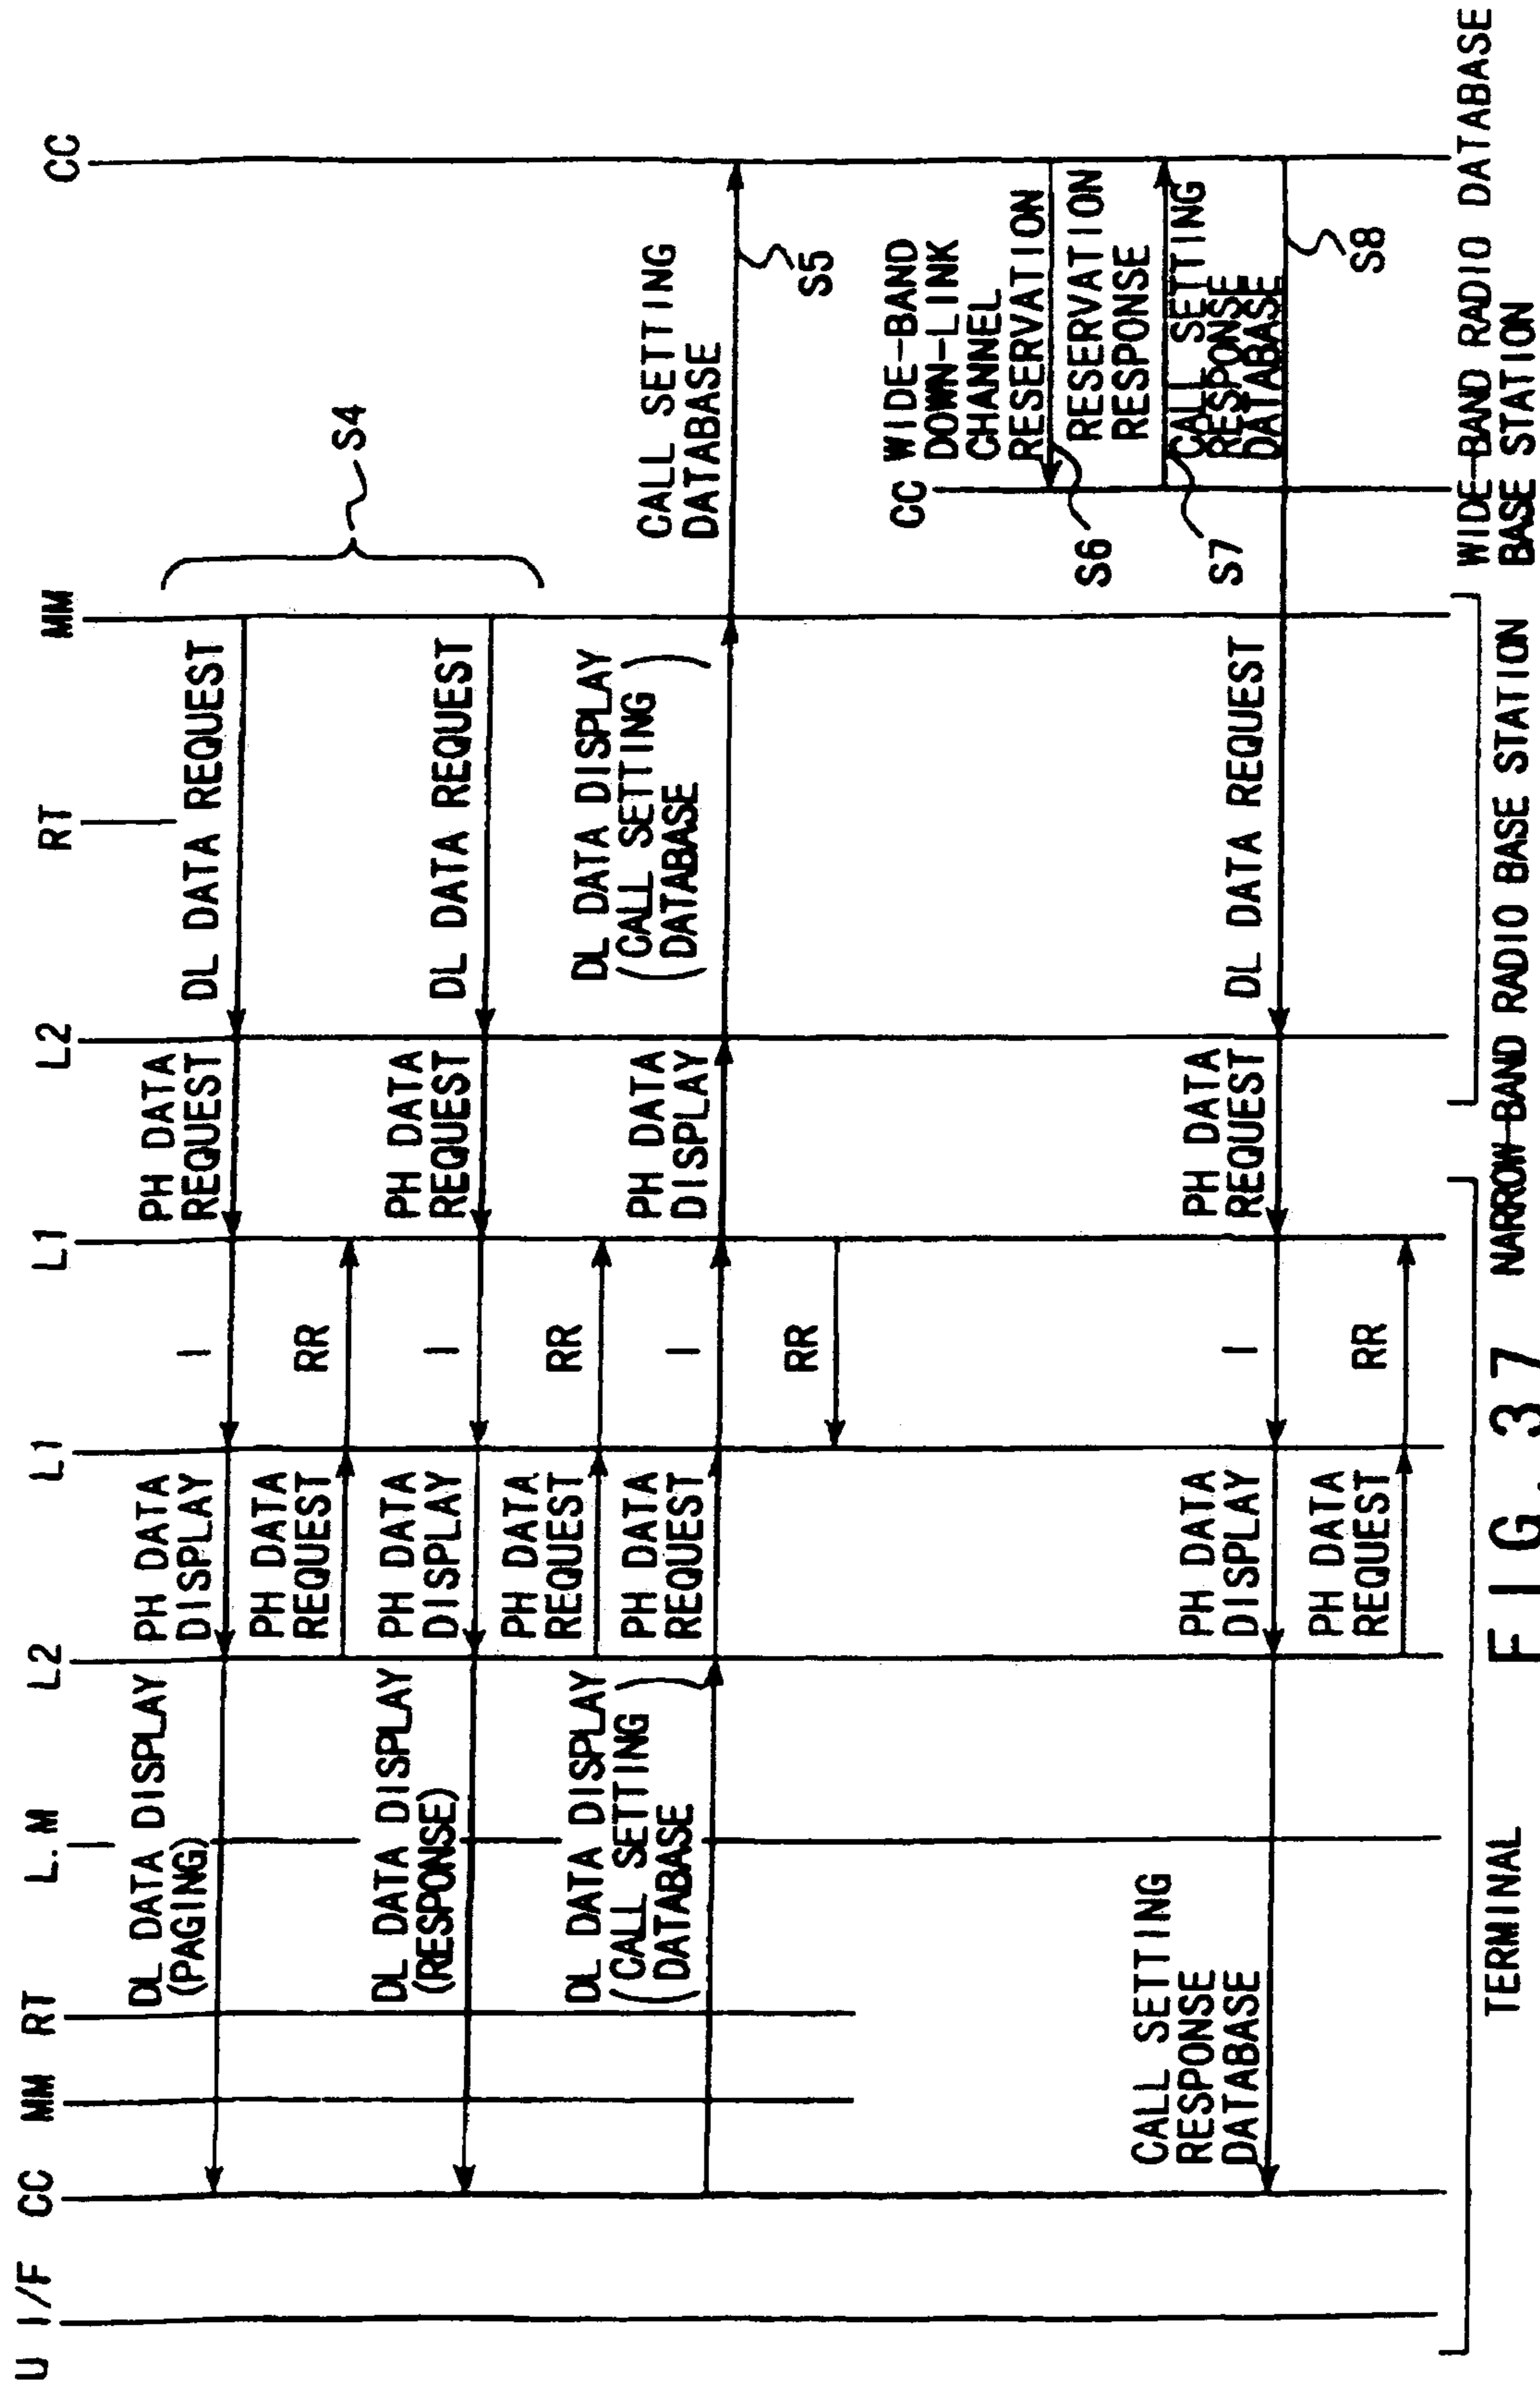 U I/F
CC
MM
RT
L.M
L2
L1
L1
L2
RT
MM
CC
DL DATA DISPLAY
(PAGING)
PH DATA
DISPLAY
I
PH DATA
REQUEST
DL DATA REQUEST
S4
PH DATA
REQUEST
RR
DL DATA DISPLAY
(RESPONSE)
PH DATA
DISPLAY
I
PH DATA
REQUEST
DL DATA REQUEST
PH DATA
REQUEST
RR
DL DATA DISPLAY
(CALL SETTING
DATABASE)
PH DATA
REQUEST
I
PH DATA
DISPLAY
DL DATA DISPLAY
(CALL SETTING
DATABASE)
CALL SETTING
DATABASE
S5
RR
CC
WIDE-BAND
DOWN-LINK
CHANNEL
RESERVATION
S6
RESERVATION
RESPONSE
S7
CALL SETTING
RESPONSE
DATABASE
CALL SETTING
RESPONSE
DATABASE
PH DATA
DISPLAY
I
PH DATA
REQUEST
DL DATA REQUEST
S8
PH DATA
REQUEST
RR
TERMINAL
NARROW-BAND RADIO BASE STATION
WIDE-BAND RADIO DATABASE
BASE STATION
FIG. 37